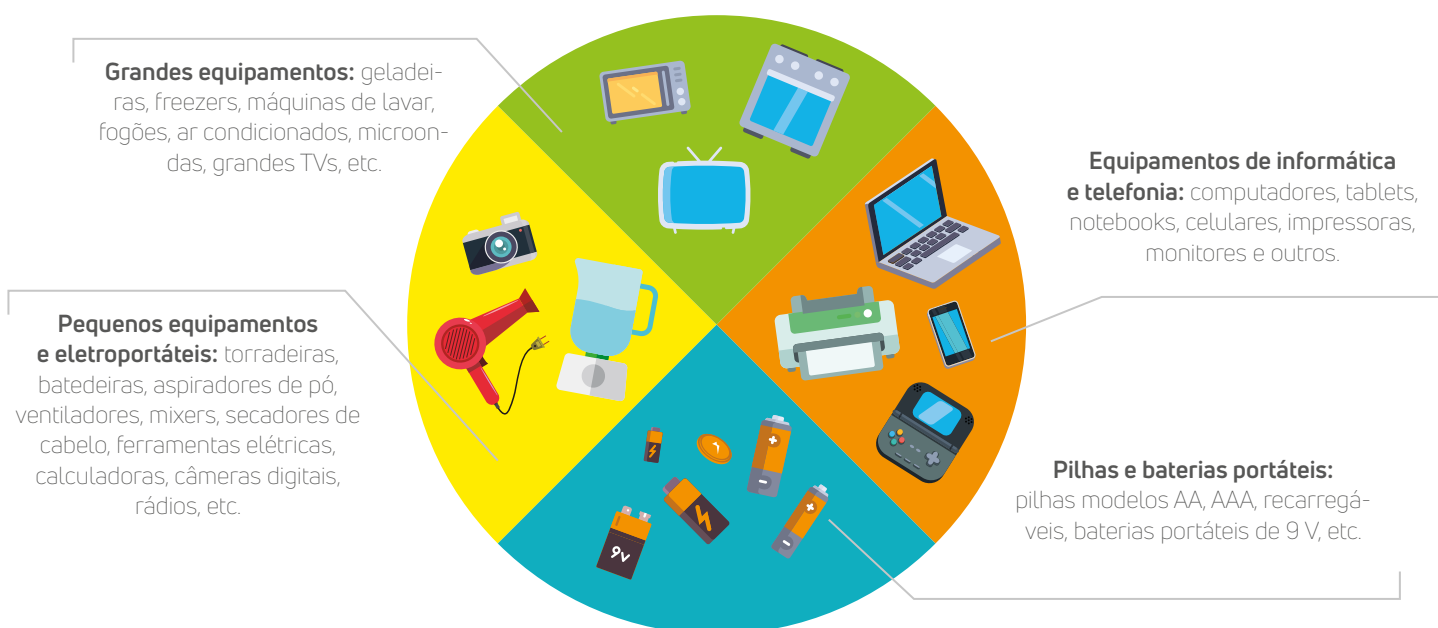 Grandes equipamentos: geladei-
ras, freezers, máquinas de lavar,
fogões, ar condicionados, microon-
das, grandes TVs, etc.
Equipamentos de informática
e telefonia: computadores, tablets,
notebooks, celulares, impressoras,
monitores e outros.
Pequenos equipamentos
e eletroportáteis: torradeiras,
batedeiras, aspiradores de pó,
ventiladores, mixers, secadores de
cabelo, ferramentas elétricas,
calculadoras, câmeras digitais,
rádios, etc.
Pilhas e baterias portáteis:
pilhas modelos AA, AAA, recarregá-
veis, baterias portáteis de 9 V, etc.
9v